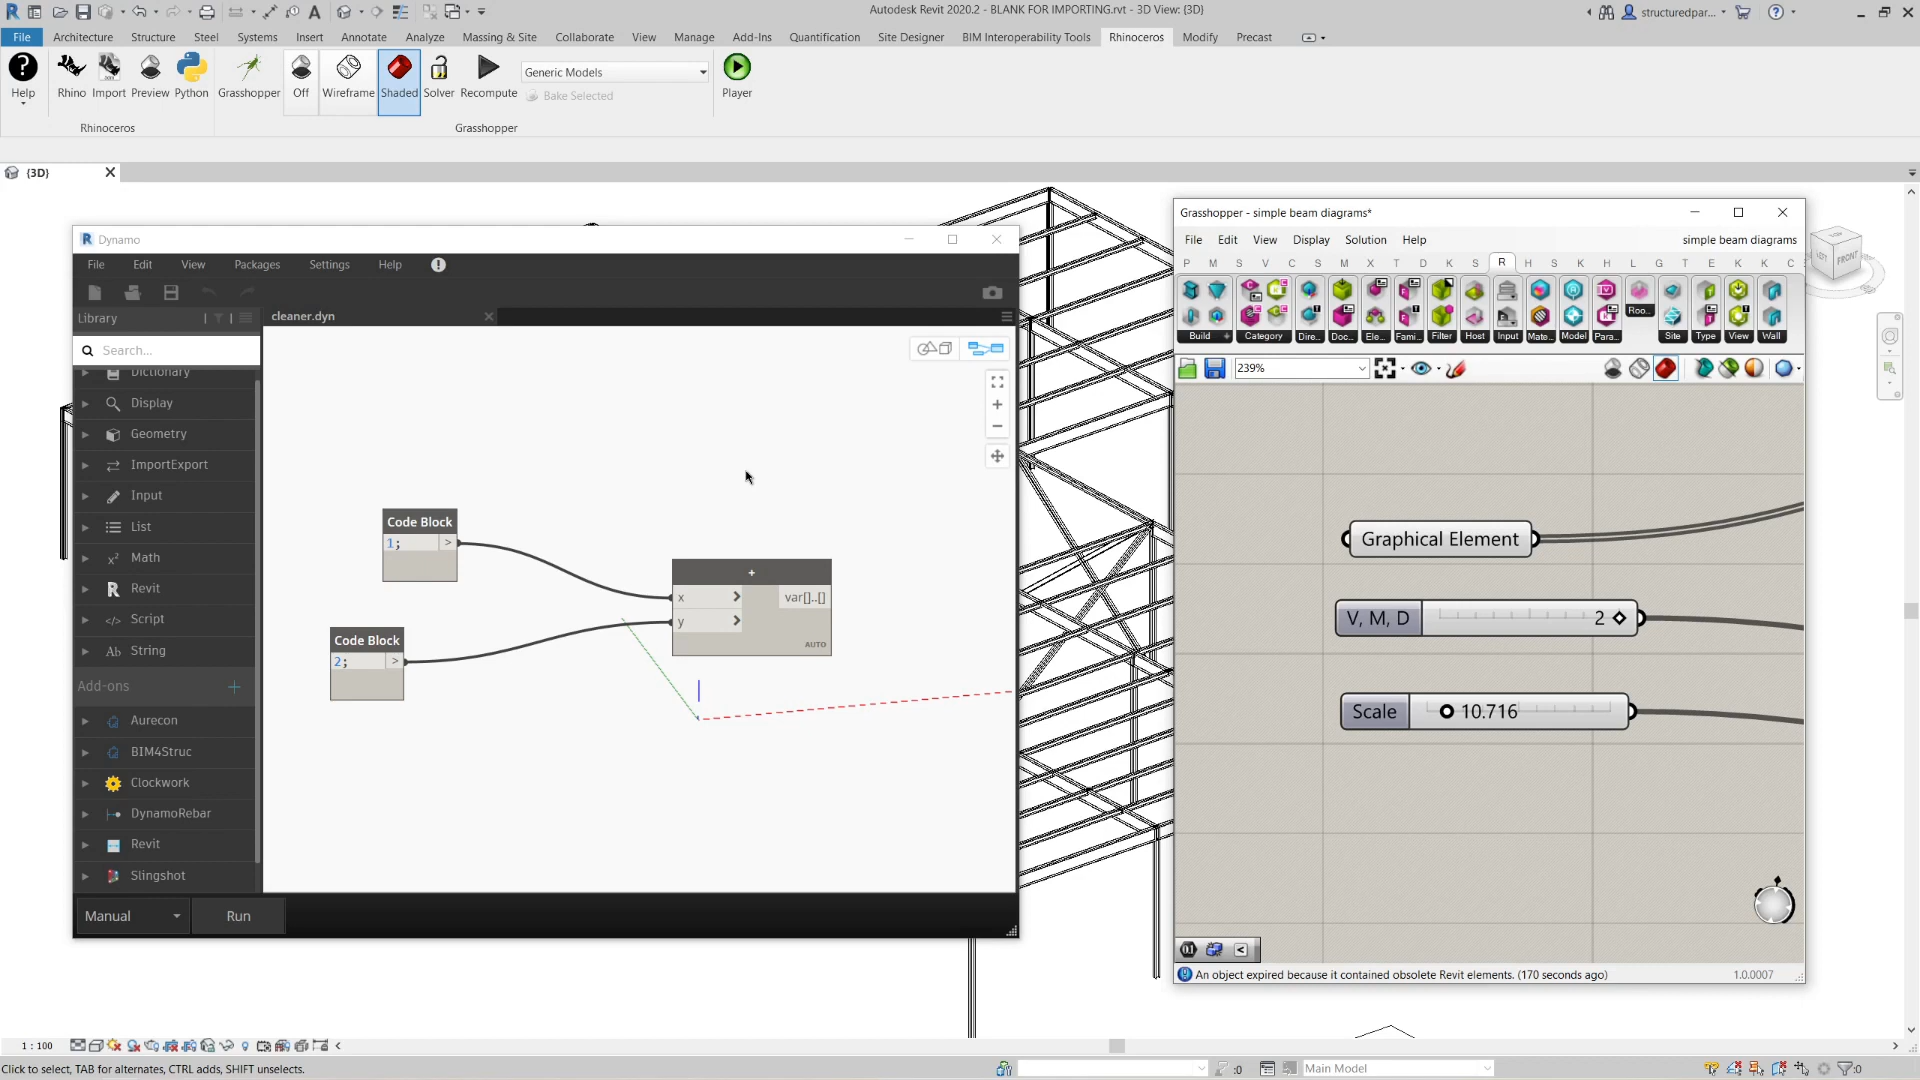 Autodesk Revit 2020.2 - BLANK FOR IMPORTING.rvt - 3D View: {3D}
structuredpar...
File Architecture Structure Steel Systems Insert Annotate Analyze Massing & Site Collaborate View Manage Add-Ins Quantification Site Designer BIM Interoperability Tools Rhinoceros Modify Precast
Help Rhino Import Preview Python Grasshopper Off Wireframe Shaded Solver Recompute
Generic Models
Bake Selected
Player
Rhinoceros
Grasshopper
{3D}
Dynamo
File Edit View Packages Settings Help
Library
cleaner.dyn
Search...
Dictionary
Display
Geometry
ImportExport
Input
List
Math
Revit
Script
String
Add-ons
Aurecon
BIM4Struc
Clockwork
DynamoRebar
Revit
Slingshot
Code Block
1; >
Code Block
2; >
+
x > var[]..[]
y >
AUTO
Manual
Run
Grasshopper - simple beam diagrams*
File Edit View Display Solution Help
simple beam diagrams
P M S V C S M X T D K S R H S K H L G T E K K C
Build Category Dire.. Doc.. Ele... Fami.. Filter Host Input Mate.. Model Para.. Roo... Site Type View Wall
239%
Graphical Element
V, M, D 2
Scale 10.716
An object expired because it contained obsolete Revit elements. (170 seconds ago)
1.0.0007
FRONT
1 : 100
Click to select, TAB for alternates, CTRL adds, SHIFT unselects.
:0
Main Model
:0